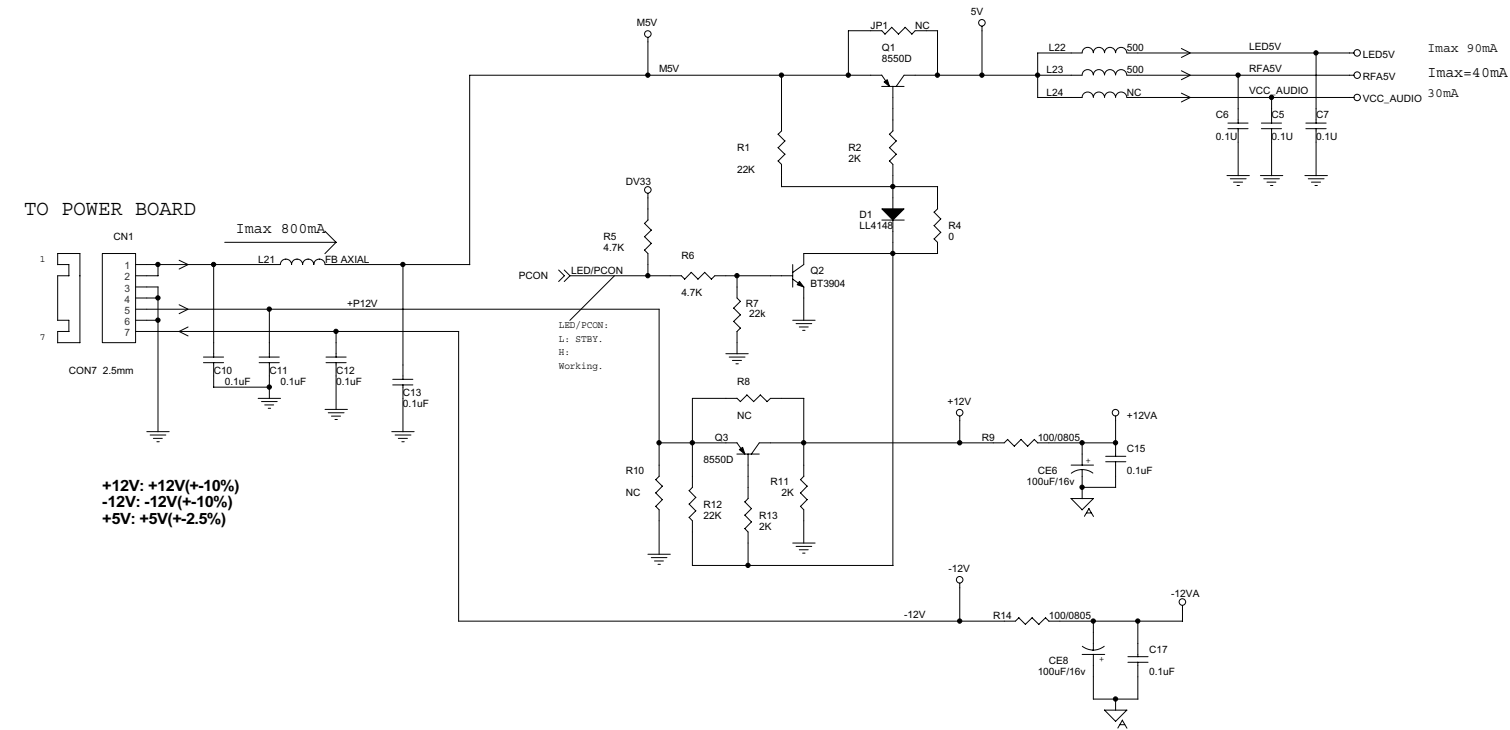 M5V
JP1 NC
Q1
8550D
5V
M5V
L22 500 LED5V LED5V Imax 90mA
L23 500 RFA5V RFA5V Imax=40mA
L24 NC VCC_AUDIO VCC_AUDIO 30mA
C6
0.1U
C5
0.1U
C7
0.1U
R1
22K
R2
2K
DV33
D1
LL4148
R4
0
TO POWER BOARD
CN1
Imax 800mA
R5
4.7K
1
7
1
2
3
4
5
6
7
L21 FB AXIAL
PCON LED/PCON
R6
4.7K
Q2
BT3904
R7
22k
+P12V
LED/PCON:
L: STBY.
H:
Working.
CON7 2.5mm
C10
0.1uF
C11
0.1uF
C12
0.1uF
C13
0.1uF
R8
NC
+12V
+12VA
Q3
8550D
R9 100/0805
C15
0.1uF
CE6
100uF/16v
+
A
R10
NC
R12
22K
R13
2K
R11
2K
+12V: +12V(+-10%)
-12V: -12V(+-10%)
+5V: +5V(+-2.5%)
-12V
-12VA
-12V
R14 100/0805
CE8
100uF/16v
+
C17
0.1uF
A